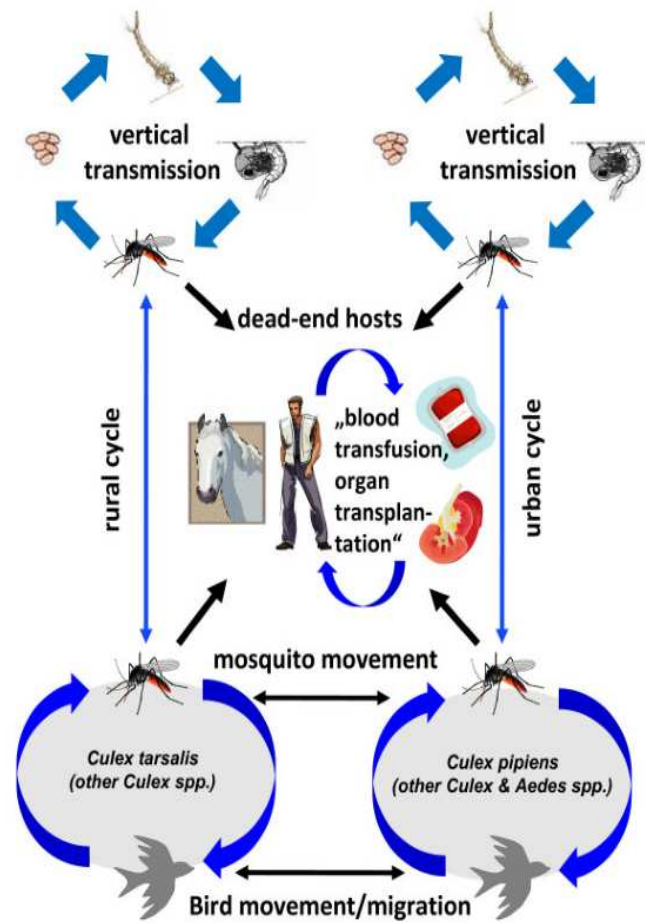 vertical
transmission
vertical
transmission
dead-end hosts
rural cycle
„blood
transfusion,
organ
transplan-
tation“
urban cycle
mosquito movement
Culex tarsalis
(other Culex spp.)
Culex pipiens
(other Culex & Aedes spp.)
Bird movement/migration